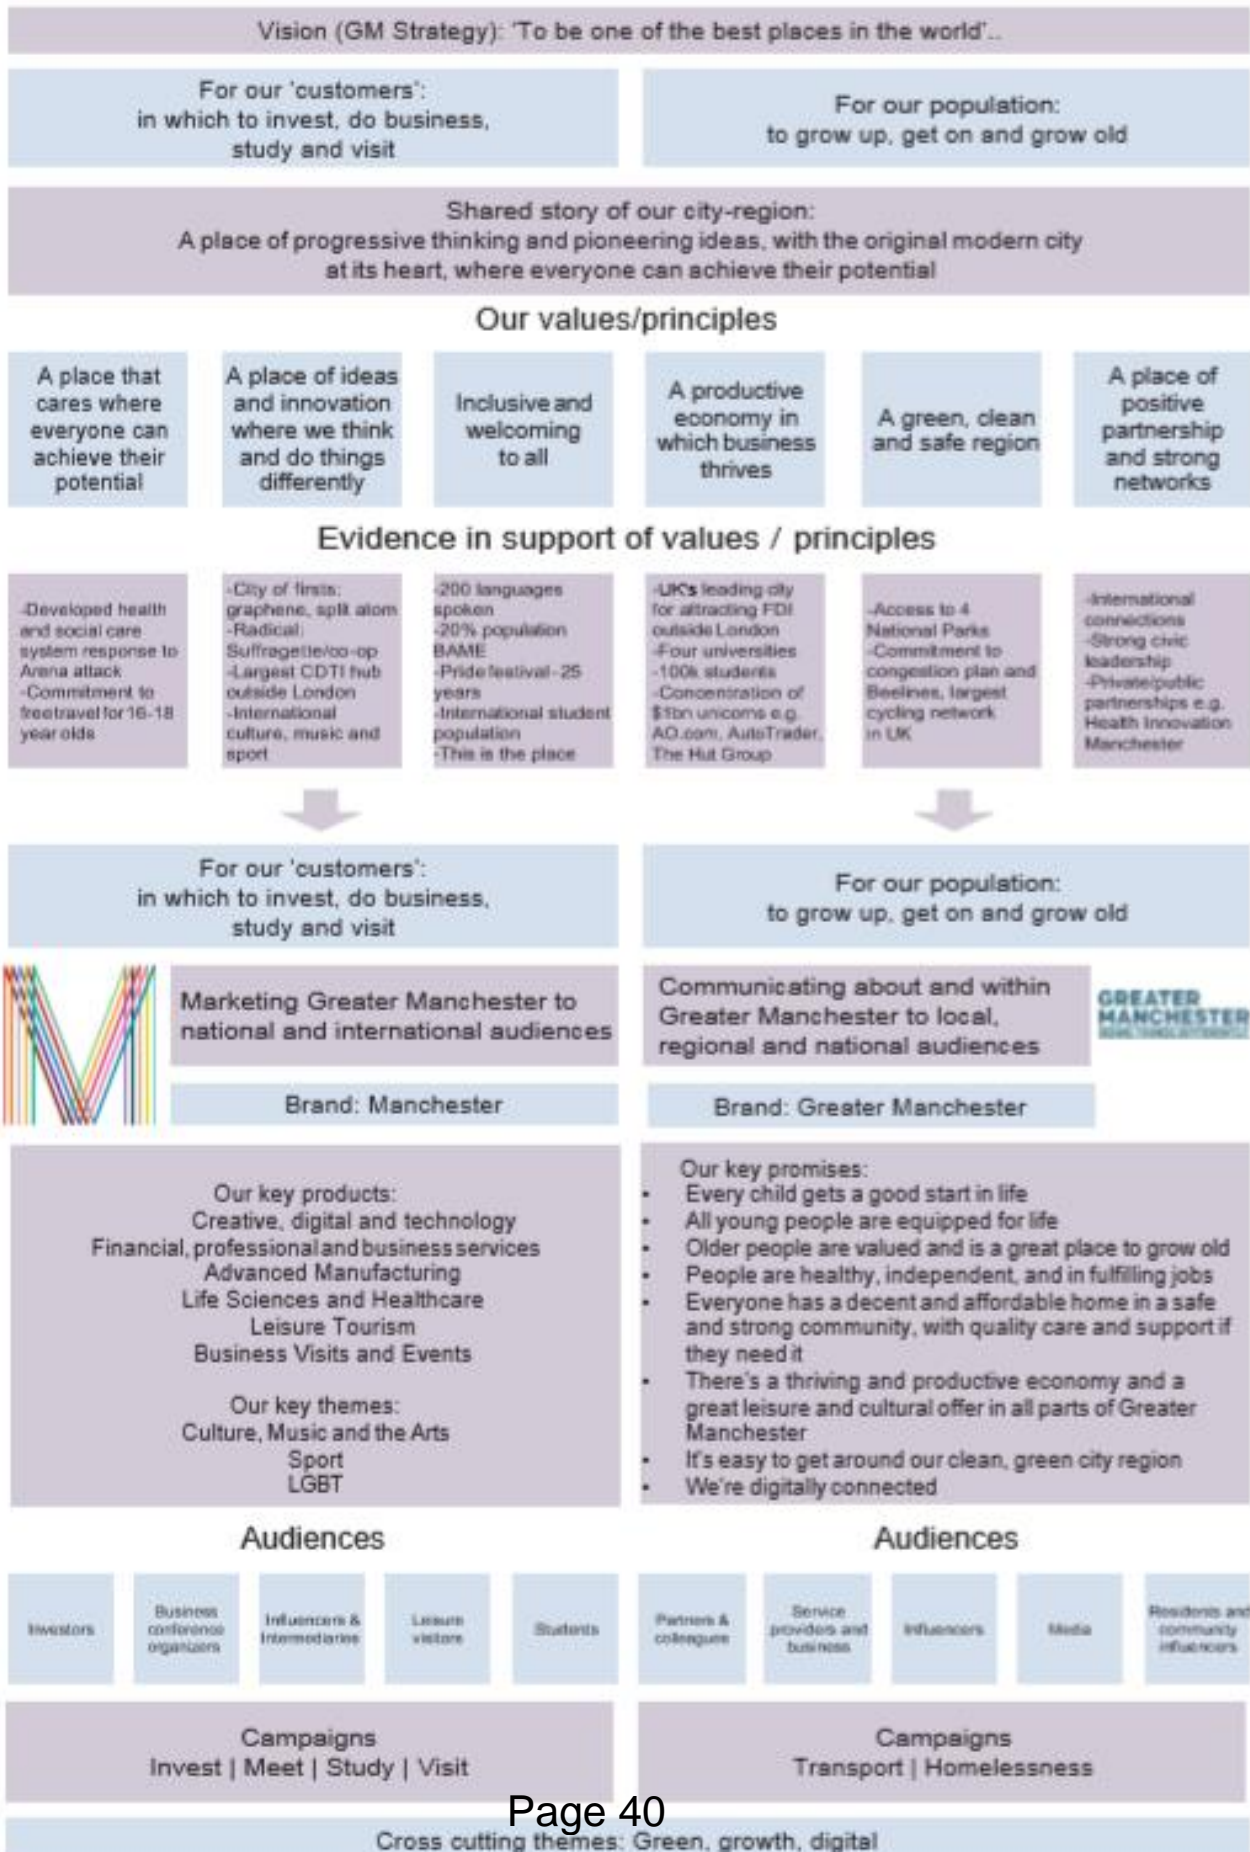 Vision (GM Strategy): 'To be one of the best places in the world'..
For our 'customers':
in which to invest, do business,
study and visit
For our population:
to grow up, get on and grow old
Shared story of our city-region:
A place of progressive thinking and pioneering ideas, with the original modern city
at its heart, where everyone can achieve their potential
Our values/principles
A place that
cares where
everyone can
achieve their
potential
A place of ideas
and innovation
where we think
and do things
differently
Inclusive and
welcoming
to all
A productive
economy in
which business
thrives
A green, clean
and safe region
A place of
positive
partnership
and strong
networks
Evidence in support of values / principles
-Developed health
and social care
system response to
Arena attack
-Commitment to
free travel for 16-18
year olds
-City of firsts:
graphene, split atom
-Radical:
Suffragette/co-op
-Largest CDTI hub
outside London
-International
culture, music and
sport
-200 languages
spoken
-20% population
BAME
-Pride festival- 25
years
-International student
population
-This is the place
-UK's leading city
for attracting FDI
outside London
-Four universities
-100k students
-Concentration of
$1bn unicorns e.g.
AO.com, AutoTrader,
The Hut Group
-Access to 4
National Parks
-Commitment to
congestion plan and
Beelines, largest
cycling network
in UK
-International
connections
-Strong civic
leadership
-Private/public
partnerships e.g.
Health Innovation
Manchester
For our 'customers':
in which to invest, do business,
study and visit
For our population:
to grow up, get on and grow old
M
Marketing Greater Manchester to
national and international audiences
Communicating about and within
Greater Manchester to local,
regional and national audiences
GREATER
MANCHESTER
Brand: Manchester
Brand: Greater Manchester
Our key products:
Creative, digital and technology
Financial, professional and business services
Advanced Manufacturing
Life Sciences and Healthcare
Leisure Tourism
Business Visits and Events
Our key themes:
Culture, Music and the Arts
Sport
LGBT
Our key promises:
• Every child gets a good start in life
• All young people are equipped for life
• Older people are valued and is a great place to grow old
• People are healthy, independent, and in fulfilling jobs
• Everyone has a decent and affordable home in a safe
and strong community, with quality care and support if
they need it
• There's a thriving and productive economy and a
great leisure and cultural offer in all parts of Greater
Manchester
• It's easy to get around our clean, green city region
• We're digitally connected
Audiences
Investors
Business
conference
organizers
Influencers &
Intermediaries
Leisure
visitors
Students
Audiences
Partners &
colleagues
Service
providers and
business
Influencers
Media
Residents and
community
influencers
Campaigns
Invest | Meet | Study | Visit
Campaigns
Transport | Homelessness
Page 40
Cross cutting themes: Green, growth, digital